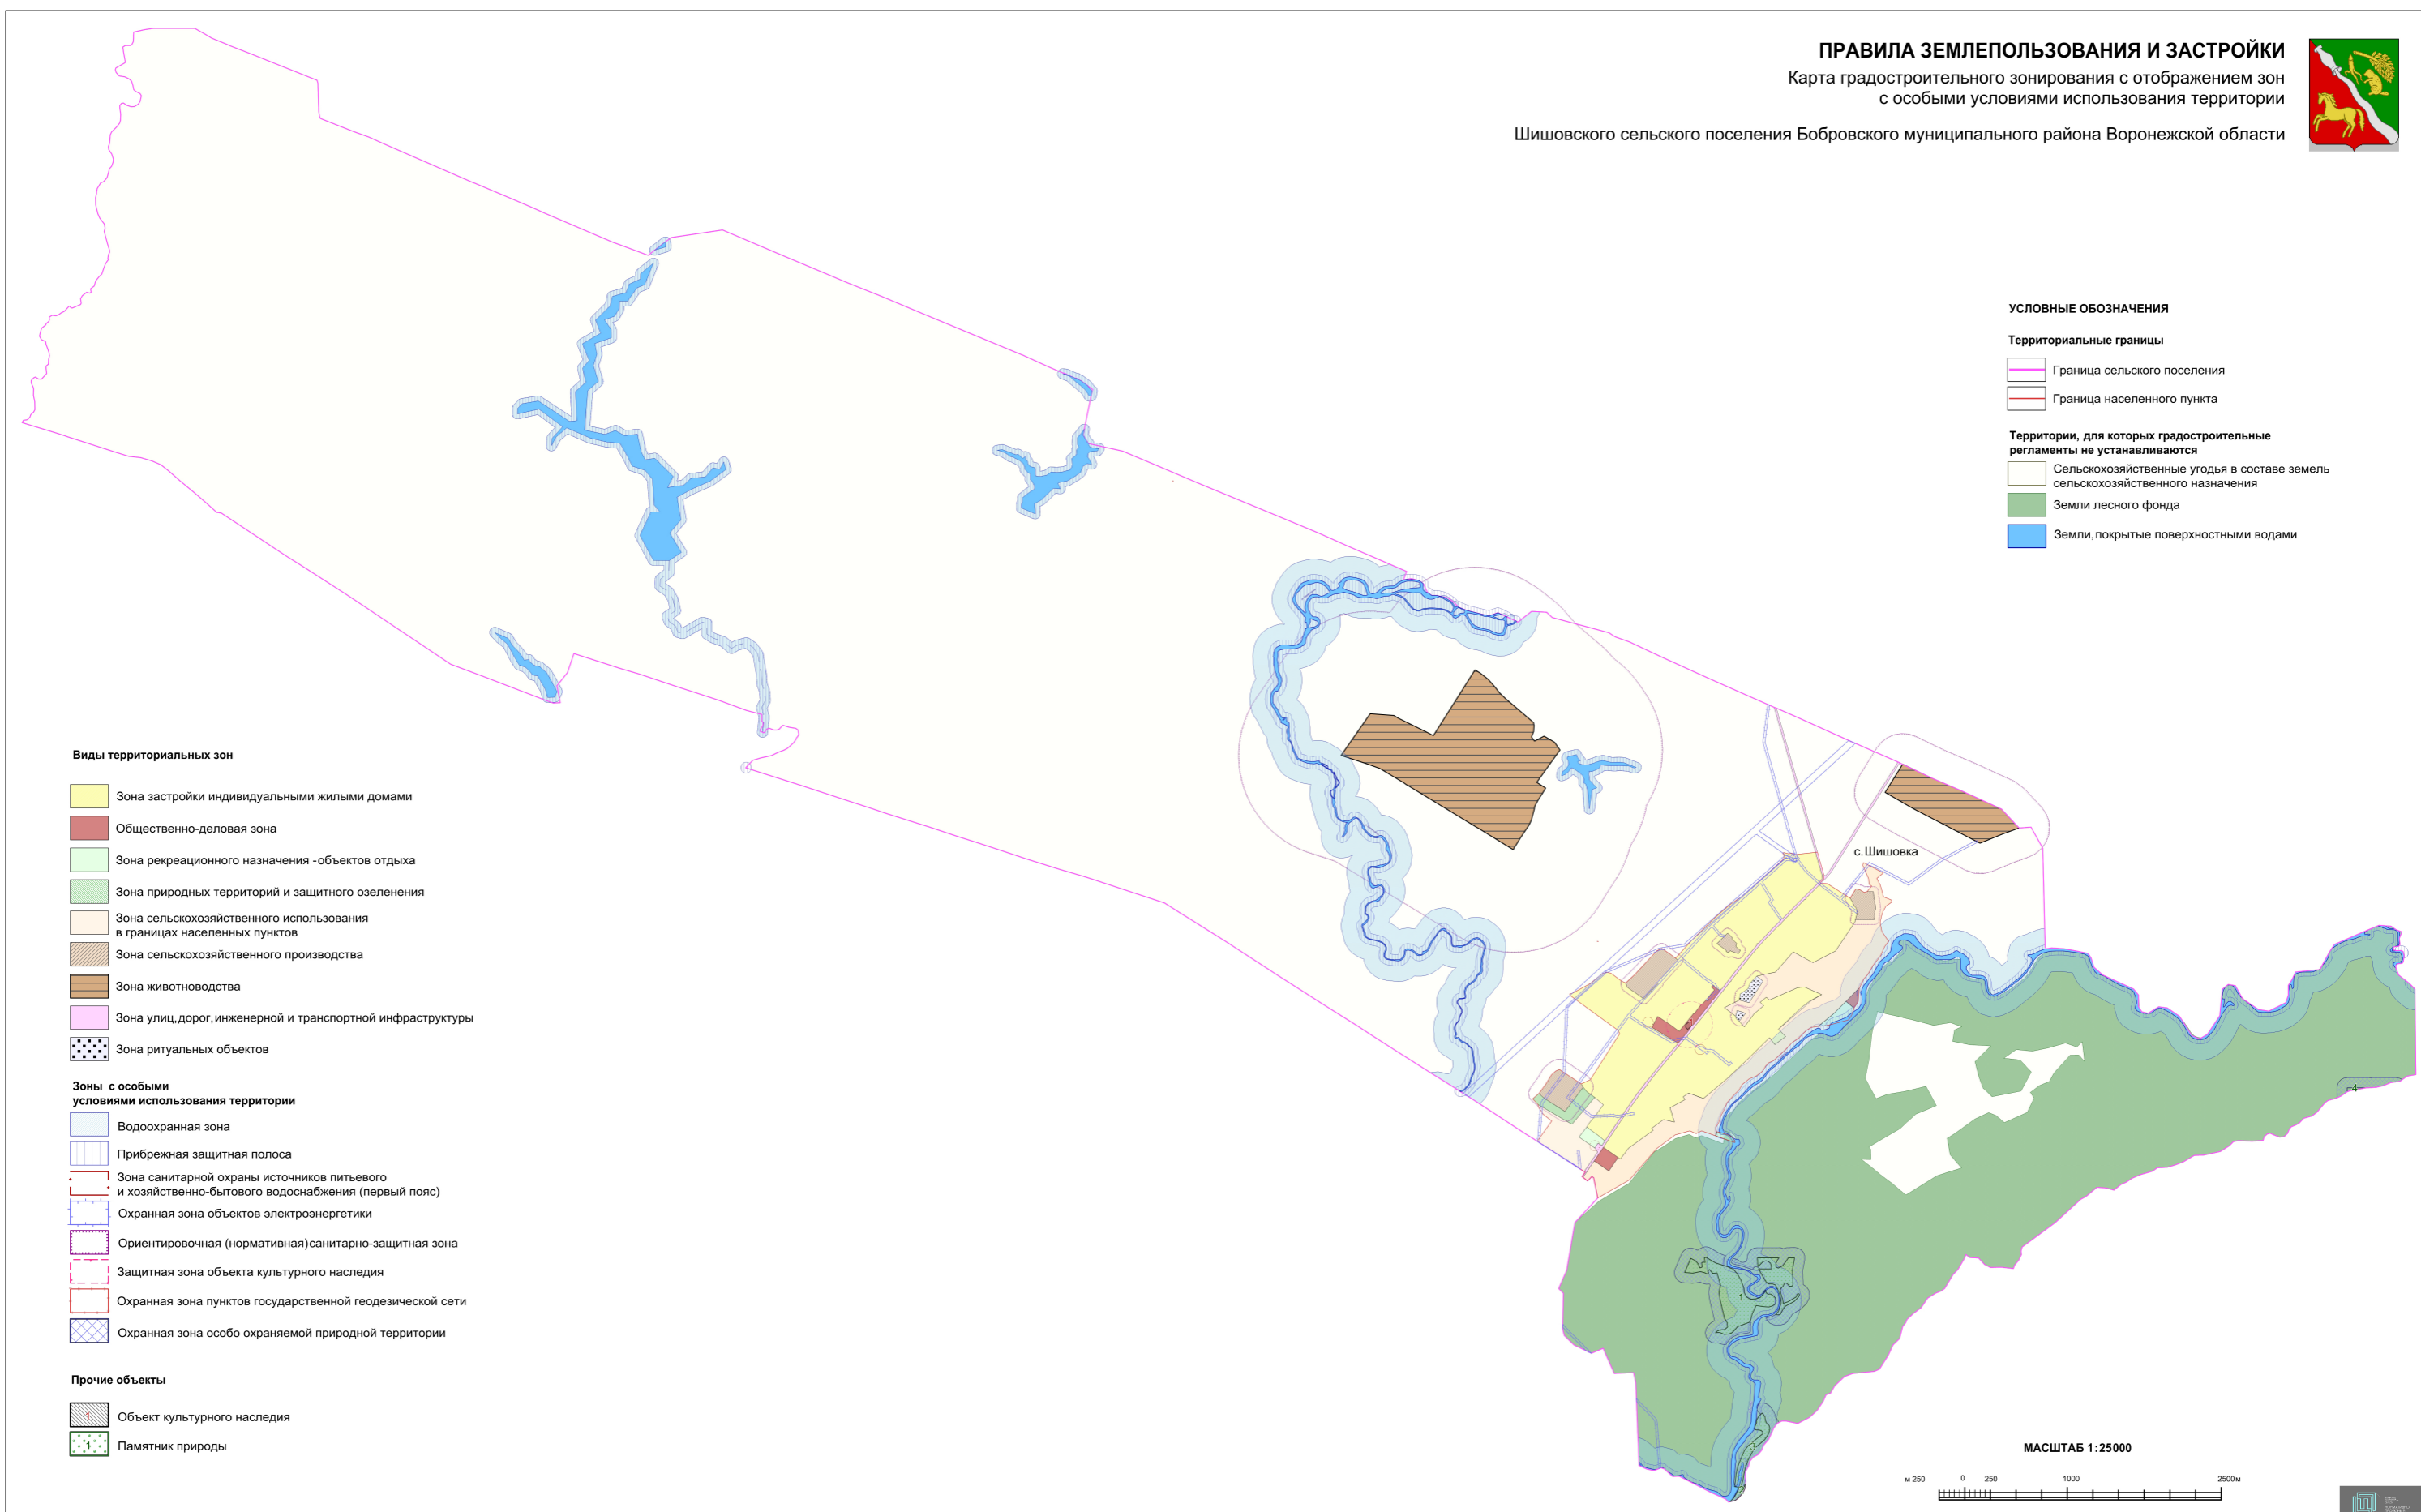 ПРАВИЛА ЗЕМЛЕПОЛЬЗОВАНИЯ И ЗАСТРОЙКИ
Карта градостроительного зонирования с отображением зон
с особыми условиями использования территории
Шишовского сельского поселения Бобровского муниципального района Воронежской области
УСЛОВНЫЕ ОБОЗНАЧЕНИЯ
Территориальные границы
Граница сельского поселения
Граница населенного пункта
Территории, для которых градостроительные
регламенты не устанавливаются
Сельскохозяйственные угодья в составе земель
сельскохозяйственного назначения
Земли лесного фонда
Земли, покрытые поверхностными водами
с. Шишовка
Виды территориальных зон
Зона застройки индивидуальными жилыми домами
Общественно-деловая зона
Зона рекреационного назначения -объектов отдыха
Зона природных территорий и защитного озеленения
Зона сельскохозяйственного использования
в границах населенных пунктов
Зона сельскохозяйственного производства
Зона животноводства
Зона улиц, дорог, инженерной и транспортной инфраструктуры
Зона ритуальных объектов
Зоны с особыми
условиями использования территории
Водоохранная зона
Прибрежная защитная полоса
Зона санитарной охраны источников питьевого
и хозяйственно-бытового водоснабжения (первый пояс)
Охранная зона объектов электроэнергетики
Ориентировочная (нормативная)санитарно-защитная зона
Защитная зона объекта культурного наследия
Охранная зона пунктов государственной геодезической сети
Охранная зона особо охраняемой природной территории
Прочие объекты
1 Объект культурного наследия
1 Памятник природы
4
1
МАСШТАБ 1:25000
м 250 0 250 1000 2500м